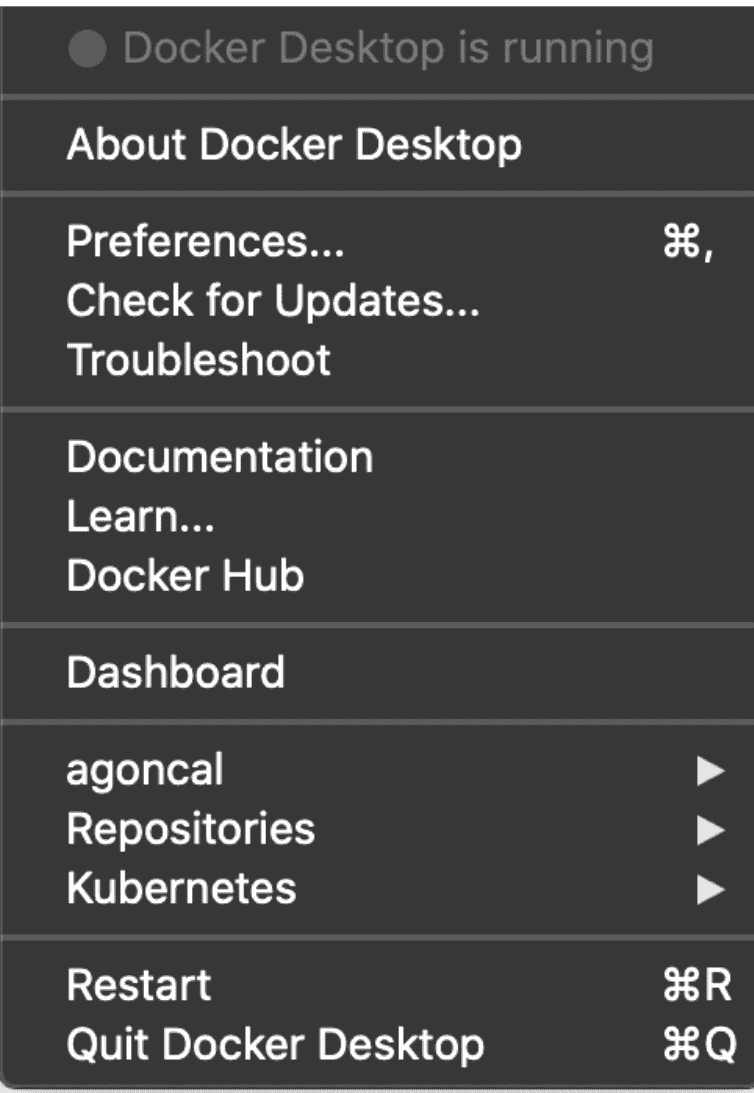 Docker Desktop is running
About Docker Desktop
Preferences... ⌘,
Check for Updates...
Troubleshoot
Documentation
Learn...
Docker Hub
Dashboard
agoncal
Repositories
Kubernetes
Restart ⌘R
Quit Docker Desktop ⌘Q